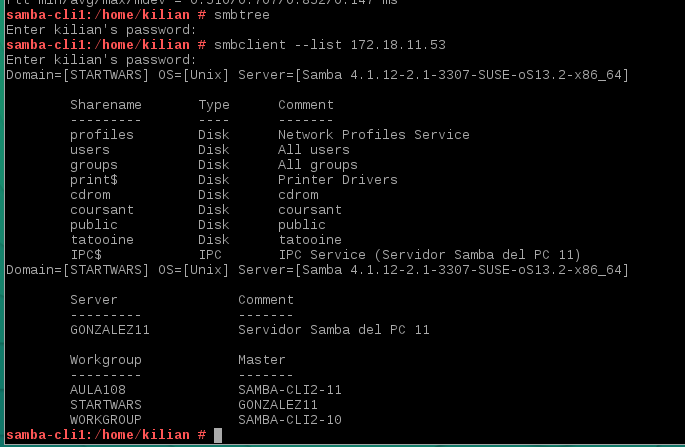 rtt min/avg/max/mdev = 0.510/0.707/0.852/0.147 ms
samba-cli1:/home/kilian # smbtree
Enter kilian's password:
samba-cli1:/home/kilian # smbclient --list 172.18.11.53
Enter kilian's password:
Domain=[STARTWARS] OS=[Unix] Server=[Samba 4.1.12-2.1-3307-SUSE-oS13.2-x86_64]
Sharename Type Comment
--------- ---- -------
profiles Disk Network Profiles Service
users Disk All users
groups Disk All groups
print$ Disk Printer Drivers
cdrom Disk cdrom
coursant Disk coursant
public Disk public
tatooine Disk tatooine
IPC$ IPC IPC Service (Servidor Samba del PC 11)
Domain=[STARTWARS] OS=[Unix] Server=[Samba 4.1.12-2.1-3307-SUSE-oS13.2-x86_64]
Server Comment
--------- -------
GONZALEZ11 Servidor Samba del PC 11
Workgroup Master
--------- -------
AULA108 SAMBA-CLI2-11
STARTWARS GONZALEZ11
WORKGROUP SAMBA-CLI2-10
samba-cli1:/home/kilian #